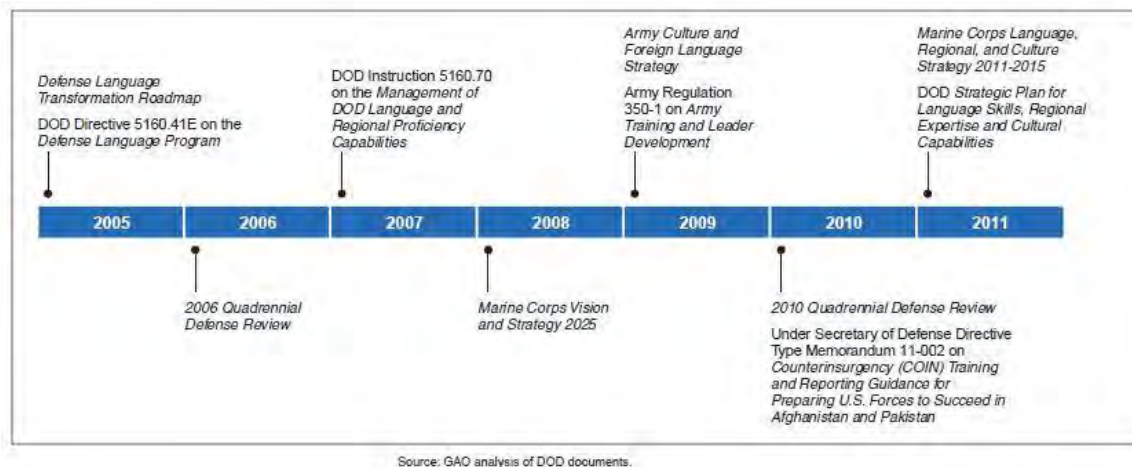 Defense Language
Transformation Roadmap
DOD Directive 5160.41E on the
Defense Language Program
DOD Instruction 5160.70
on the Management of
DOD Language and
Regional Proficiency
Capabilities
Army Culture and
Foreign Language
Strategy
Army Regulation
350-1 on Army
Training and Leader
Development
Marine Corps Language,
Regional, and Culture
Strategy 2011-2015
DOD Strategic Plan for
Language Skills, Regional
Expertise and Cultural
Capabilities
2005 2006 2007 2008 2009 2010 2011
2006 Quadrennial
Defense Review
Marine Corps Vision
and Strategy 2025
2010 Quadrennial Defense Review
Under Secretary of Defense Directive
Type Memorandum 11-002 on
Counterinsurgency (COIN) Training
and Reporting Guidance for
Preparing U.S. Forces to Succeed in
Afghanistan and Pakistan
Source: GAO analysis of DOD documents.